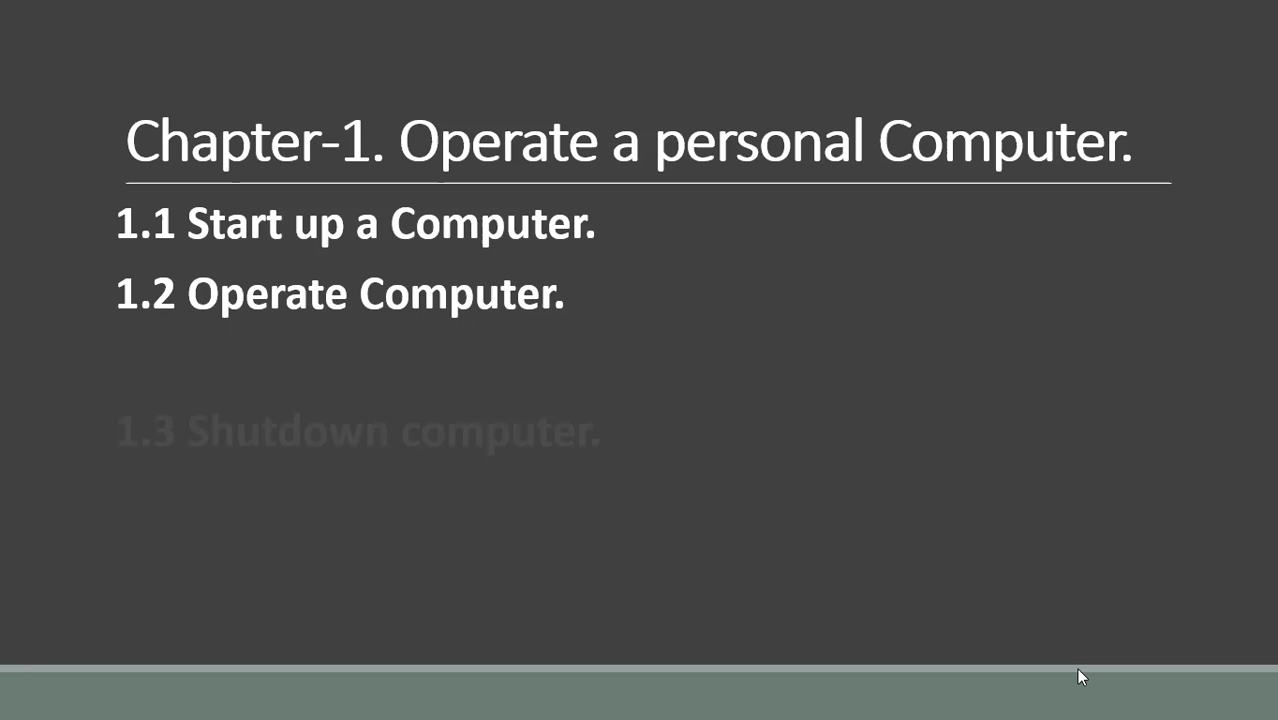 Chapter-1. Operate a personal Computer.
1.1 Start up a Computer.
1.2 Operate Computer.
1.3 Shutdown computer.